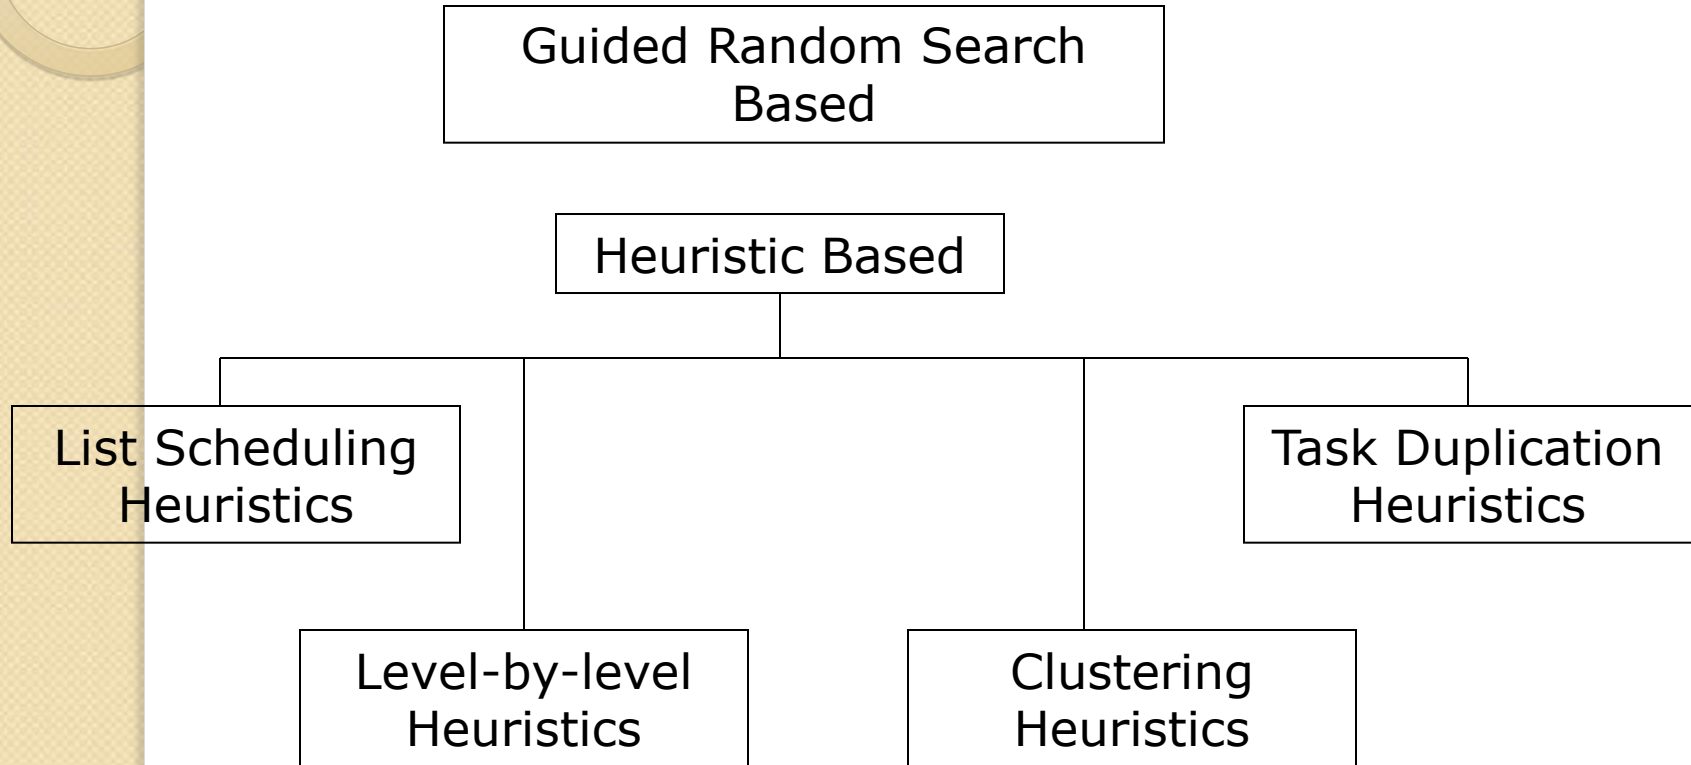 Guided Random Search
Based
Heuristic Based
List Scheduling
Heuristics
Task Duplication
Heuristics
Level-by-level
Heuristics
Clustering
Heuristics